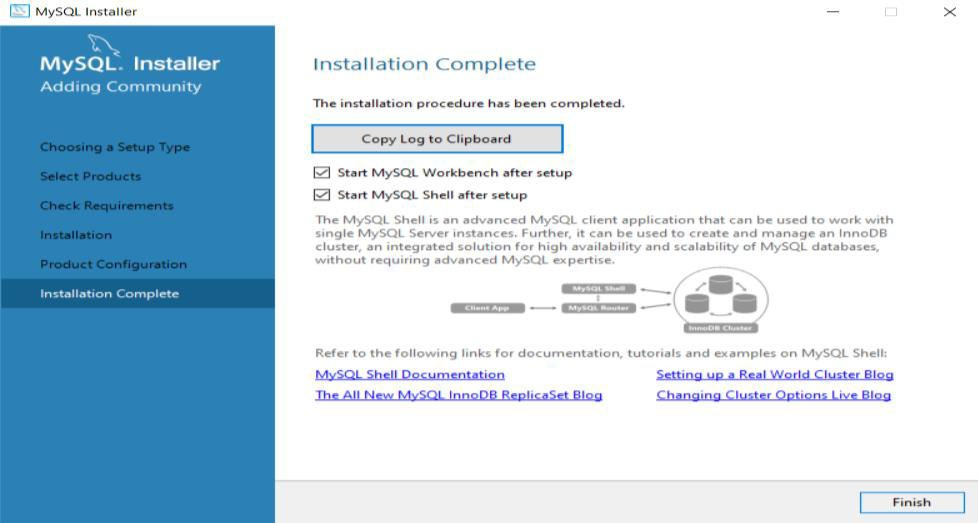 MySQL Installer
MySQL. Installer
Adding Community
Choosing a Setup Type
Select Products
Check Requirements
Installation
Product Configuration
Installation Complete
Installation Complete
The installation procedure has been completed.
Copy Log to Clipboard
Start MySQL Workbench after setup
Start MySQL Shell after setup
The MySQL Shell is an advanced MySQL client application that can be used to work with
single MySQL Server instances. Further, it can be used to create and manage an InnoDB
cluster, an integrated solution for high availability and scalability of MySQL databases,
without requiring advanced MySQL expertise.
MySQL Shell
Client App
MySQL Router
InnoDB Cluster
Refer to the following links for documentation, tutorials and examples on MySQL Shell:
MySQL Shell Documentation
Setting up a Real World Cluster Blog
The All New MySQL InnoDB ReplicaSet Blog
Changing Cluster Options Live Blog
Finish